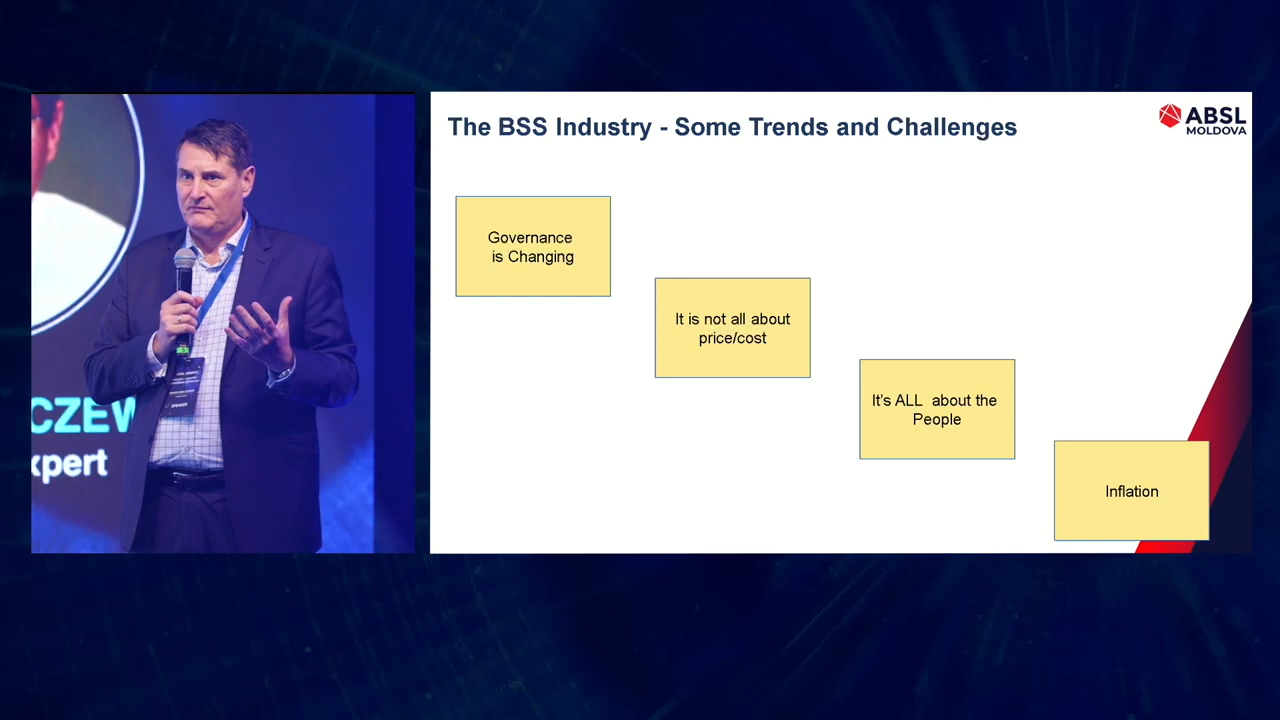 CZEW
xpert
SPEAKER
The BSS Industry - Some Trends and Challenges
ABSL
MOLDOVA
Governance
is Changing
It is not all about
price/cost
It's ALL about the
People
Inflation